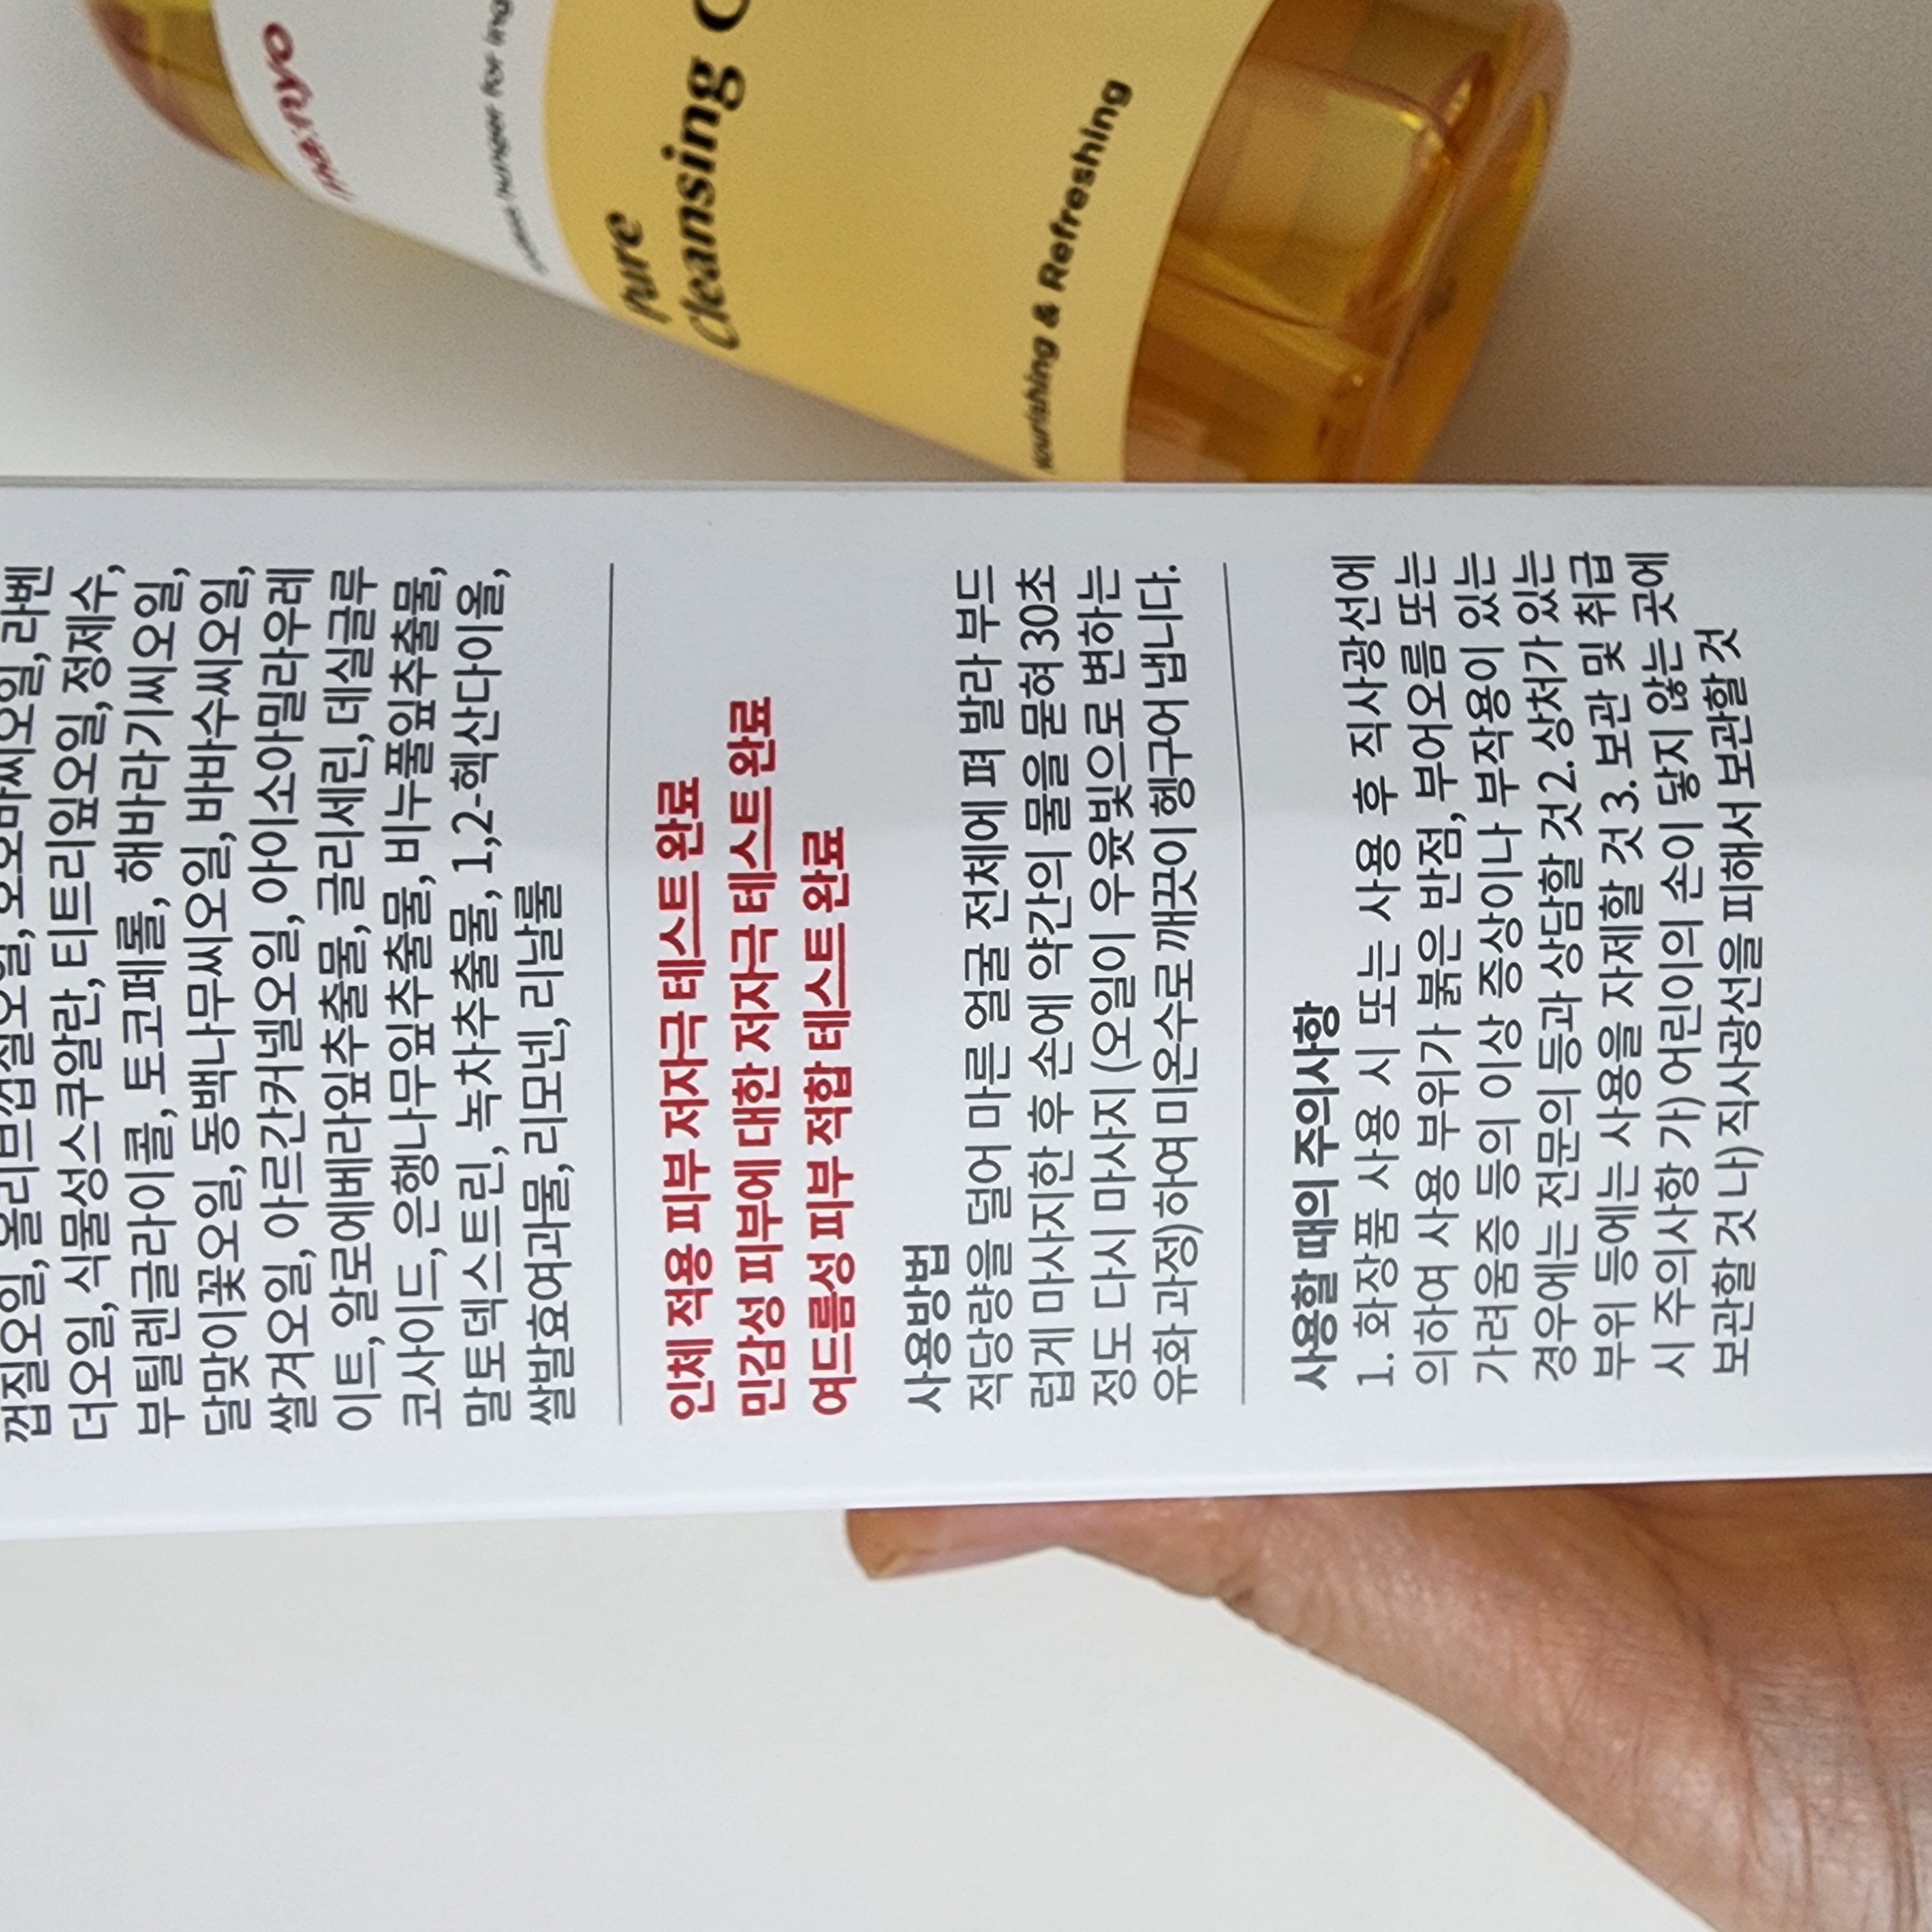 ma:nyo
Pure
Cleansing
Nourishing & Refreshing
껍질오일, 올리브껍질오일, 오오바씨오일, 라벤
더오일, 식물성스쿠알란, 티트리잎오일, 정제수,
부틸렌글라이콜, 토코페롤, 해바라기씨오일,
달맞이꽃오일, 동백나무씨오일, 바바수씨오일,
쌀겨오일, 아르간커넬오일, 아이소아밀라우레
이트, 알로에베라잎추출물, 글리세린, 데실글루
코사이드, 은행나무잎추출물, 비누풀잎추출물,
말토덱스트린, 녹차추출물, 1,2-헥산다이올,
쌀발효여과물, 리모넨, 리날룰
인체 적용 피부 저자극 테스트 완료
민감성 피부에 대한 저자극 테스트 완료
여드름성 피부 적합 테스트 완료
사용방법
적당량을 덜어 마른 얼굴 전체에 펴 발라 부드
럽게 마사지한 후 손에 약간의 물을 묻혀 30초
정도 다시 마사지 (오일이 우윳빛으로 변하는
유화 과정)하여 미온수로 깨끗이 헹구어 냅니다.
사용할 때의 주의사항
1. 화장품 사용 시 또는 사용 후 직사광선에
의하여 사용 부위가 붉은 반점, 부어오름 또는
가려움증 등의 이상 증상이나 부작용이 있는
경우에는 전문의 등과 상담할 것 2. 상처가 있는
부위 등에는 사용을 자제할 것 3. 보관 및 취급
시 주의사항 가) 어린이의 손이 닿지 않는 곳에
보관할 것 나) 직사광선을 피해서 보관할 것